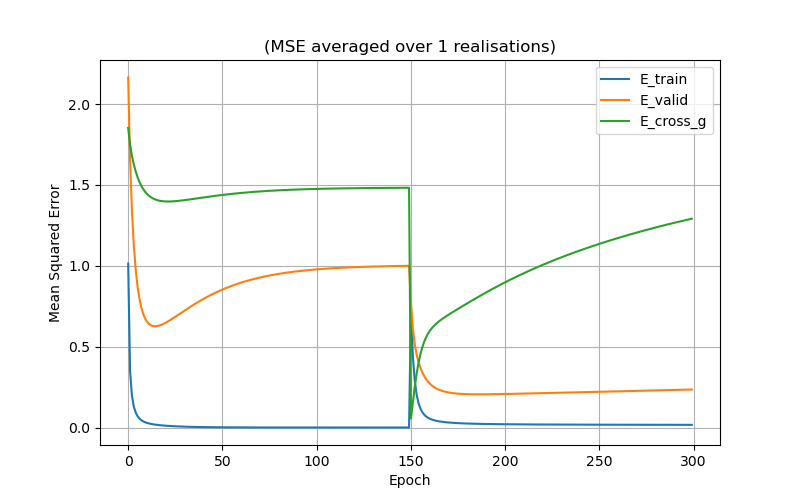 (MSE averaged over 1 realisations)
E_train
E_valid
E_cross_g
Mean Squared Error
2.0
1.5
1.0
0.5
0.0
0 50 100 150 200 250 300
Epoch